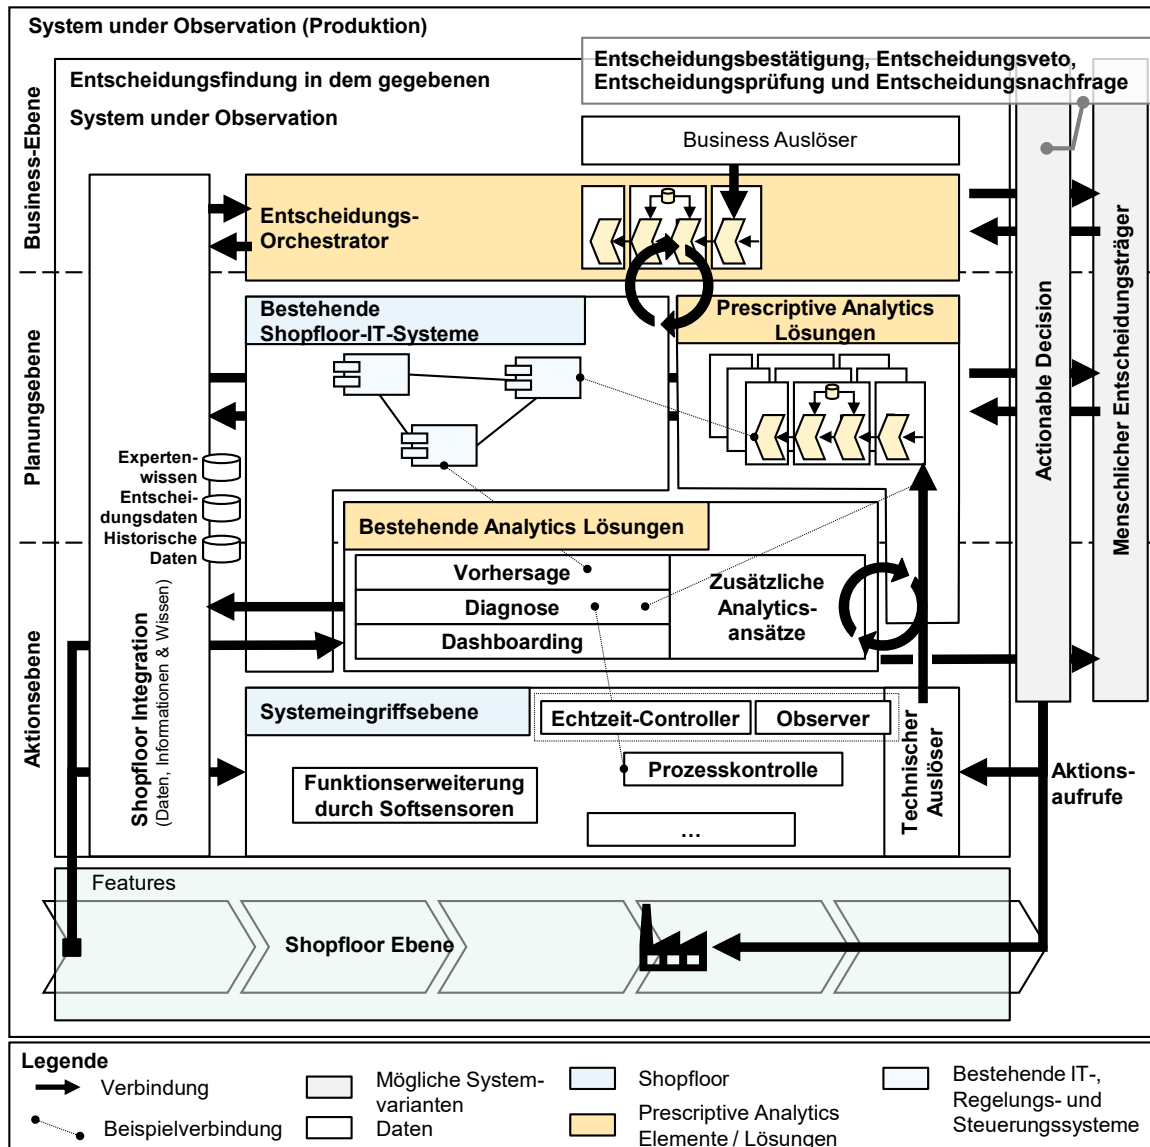 System under Observation (Produktion)
Entscheidungsbestätigung, Entscheidungsveto,
Entscheidungsprüfung und Entscheidungsnachfrage
Entscheidungsfindung in dem gegebenen
System under Observation
Business-Ebene
Planungsebene
Aktionsebene
Business Auslöser
Entscheidungs-
Orchestrator
Bestehende
Shopfloor-IT-Systeme
Prescriptive Analytics
Lösungen
Actionable Decision
Menschlicher Entscheidungsträger
Experten-
wissen
Entschei-
dungsdaten
Historische
Daten
Shopfloor Integration
(Daten, Informationen & Wissen)
Bestehende Analytics Lösungen
Vorhersage
Diagnose
Dashboarding
Zusätzliche
Analytics-
ansätze
Systemeingriffsebene
Echtzeit-Controller
Observer
Prozesskontrolle
Funktionserweiterung
durch Softsensoren
...
Technischer
Auslöser
Aktions-
aufrufe
Features
Shopfloor Ebene
Legende
Verbindung
Beispielverbindung
Mögliche System-
varianten
Daten
Shopfloor
Prescriptive Analytics
Elemente / Lösungen
Bestehende IT-,
Regelungs- und
Steuerungssysteme